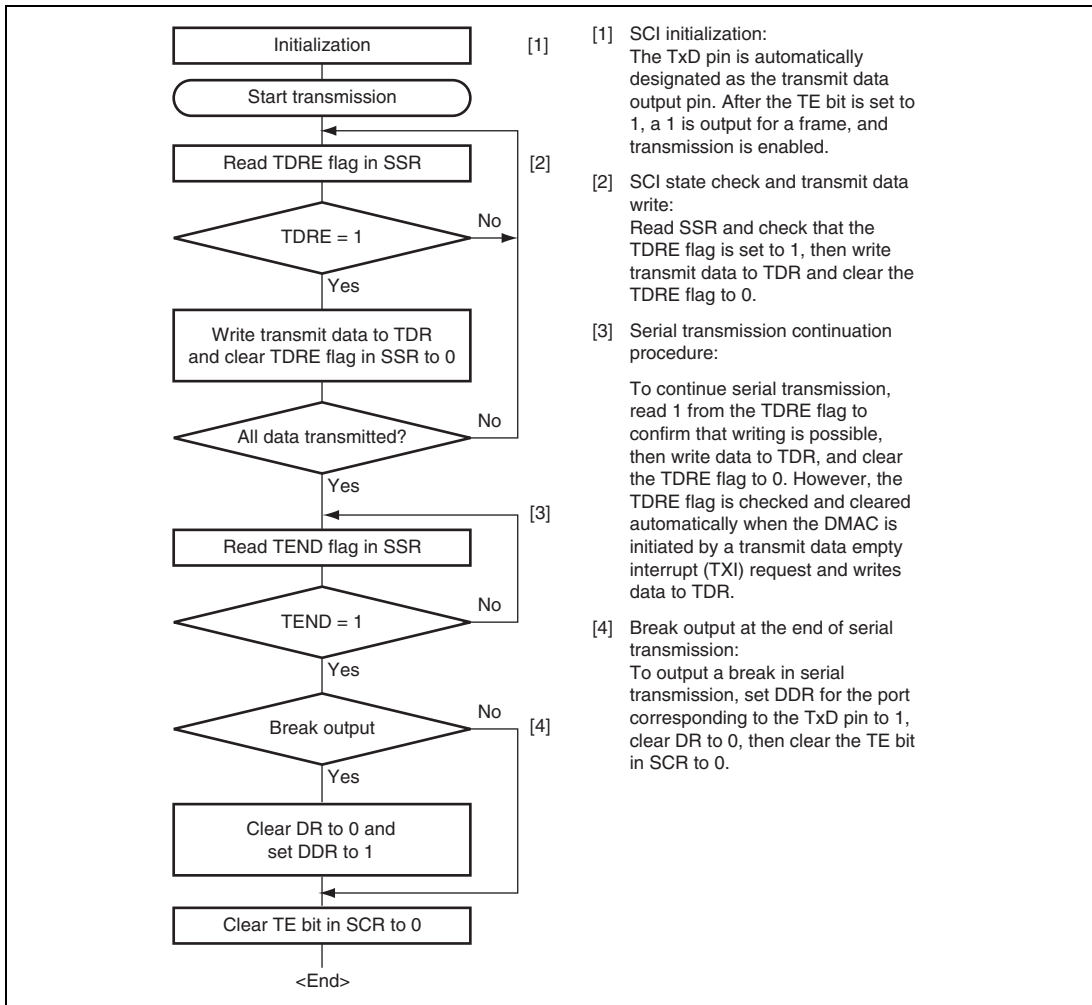 Initialization
[1]
Start transmission
Read TDRE flag in SSR
[2]
TDRE = 1
No
Yes
Write transmit data to TDR
and clear TDRE flag in SSR to 0
All data transmitted?
No
Yes
[3]
Read TEND flag in SSR
TEND = 1
No
Yes
Break output
No
[4]
Yes
Clear DR to 0 and
set DDR to 1
Clear TE bit in SCR to 0
<End>
[1] SCI initialization:
The TxD pin is automatically
designated as the transmit data
output pin. After the TE bit is set to
1, a 1 is output for a frame, and
transmission is enabled.
[2] SCI state check and transmit data
write:
Read SSR and check that the
TDRE flag is set to 1, then write
transmit data to TDR and clear the
TDRE flag to 0.
[3] Serial transmission continuation
procedure:
To continue serial transmission,
read 1 from the TDRE flag to
confirm that writing is possible,
then write data to TDR, and clear
the TDRE flag to 0. However, the
TDRE flag is checked and cleared
automatically when the DMAC is
initiated by a transmit data empty
interrupt (TXI) request and writes
data to TDR.
[4] Break output at the end of serial
transmission:
To output a break in serial
transmission, set DDR for the port
corresponding to the TxD pin to 1,
clear DR to 0, then clear the TE bit
in SCR to 0.